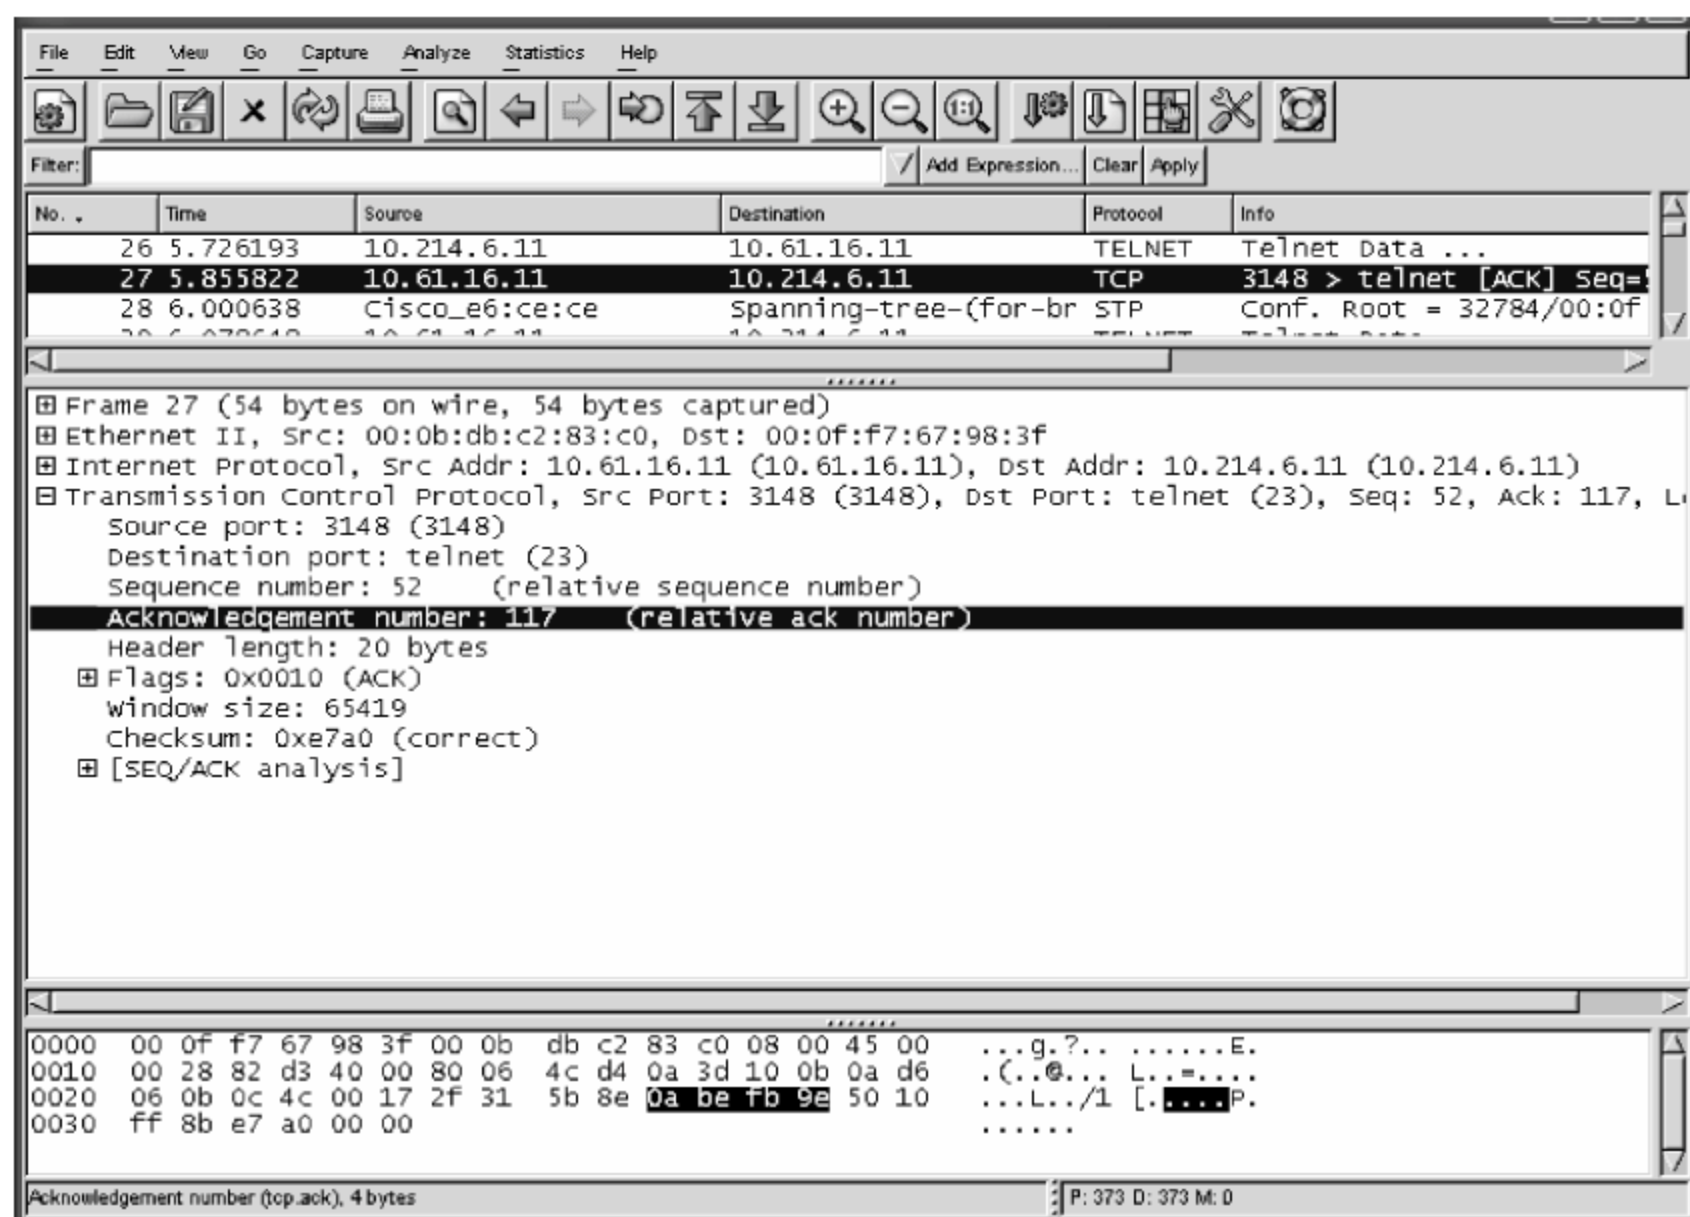 File Edit View Go Capture Analyze Statistics Help
Filter: Add Expression... Clear Apply
No. . Time Source Destination Protocol Info
26 5.726193 10.214.6.11 10.61.16.11 TELNET Telnet Data ...
27 5.855822 10.61.16.11 10.214.6.11 TCP 3148 > telnet [ACK] Seq=
28 6.000638 Cisco_e6:ce:ce Spanning-tree-(for-br STP Conf. Root = 32784/00:0f
⊞ Frame 27 (54 bytes on wire, 54 bytes captured)
⊞ Ethernet II, Src: 00:0b:db:c2:83:c0, Dst: 00:0f:f7:67:98:3f
⊞ Internet Protocol, Src Addr: 10.61.16.11 (10.61.16.11), Dst Addr: 10.214.6.11 (10.214.6.11)
⊟ Transmission Control Protocol, Src Port: 3148 (3148), Dst Port: telnet (23), Seq: 52, Ack: 117,
Source port: 3148 (3148)
Destination port: telnet (23)
Sequence number: 52 (relative sequence number)
Acknowledgement number: 117 (relative ack number)
Header length: 20 bytes
⊞ Flags: 0x0010 (ACK)
Window size: 65419
Checksum: 0xe7a0 (correct)
⊞ [SEQ/ACK analysis]
0000 00 0f f7 67 98 3f 00 0b db c2 83 c0 08 00 45 00 ...g.?.. ......E.
0010 00 28 82 d3 40 00 80 06 4c d4 0a 3d 10 0b 0a d6 .(..@... L..=....
0020 06 0b 0c 4c 00 17 2f 31 5b 8e 0a be fb 9e 50 10 ...L../1 [.....P.
0030 ff 8b e7 a0 00 00 ......
Acknowledgement number (tcp.ack), 4 bytes P: 373 D: 373 M: 0